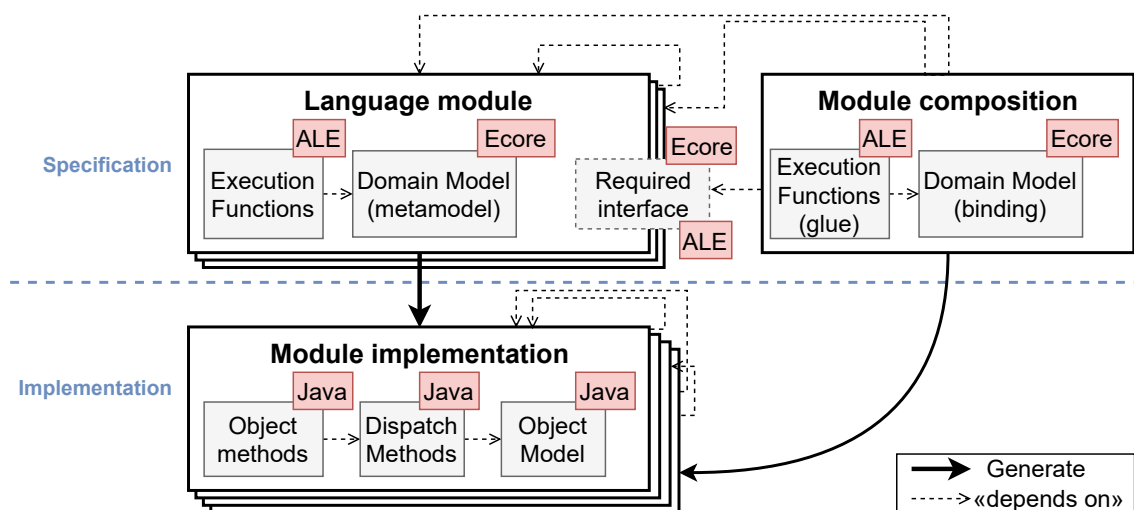 Language module
Module composition
ALE
Ecore
Ecore
ALE
Ecore
Specification
Execution
Functions
Domain Model
(metamodel)
Required
interface
ALE
Execution
Functions
(glue)
Domain Model
(binding)
Module implementation
Implementation
Java
Java
Java
Object
methods
Dispatch
Methods
Object
Model
Generate
«depends on»